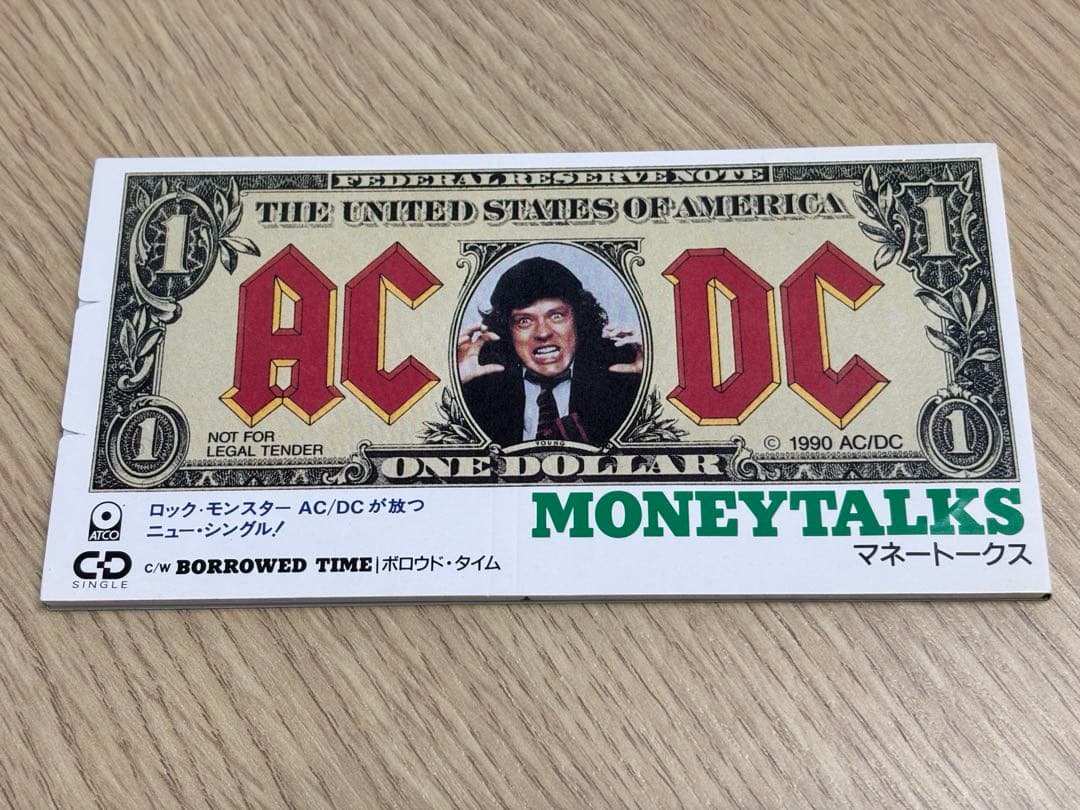 FEDERAL RESERVE NOTE
THE UNITED STATES OF AMERICA
1 1
AC DC
NOT FOR
LEGAL TENDER
YOUNG
© 1990 AC/DC
1 1
ONE DOLLAR
MONEYTALKS
マネートークス
ATCO
ロック・モンスター AC/DCが放つ
ニュー・シングル!
CD
SINGLE
C/W BORROWED TIME|ボロウド・タイム